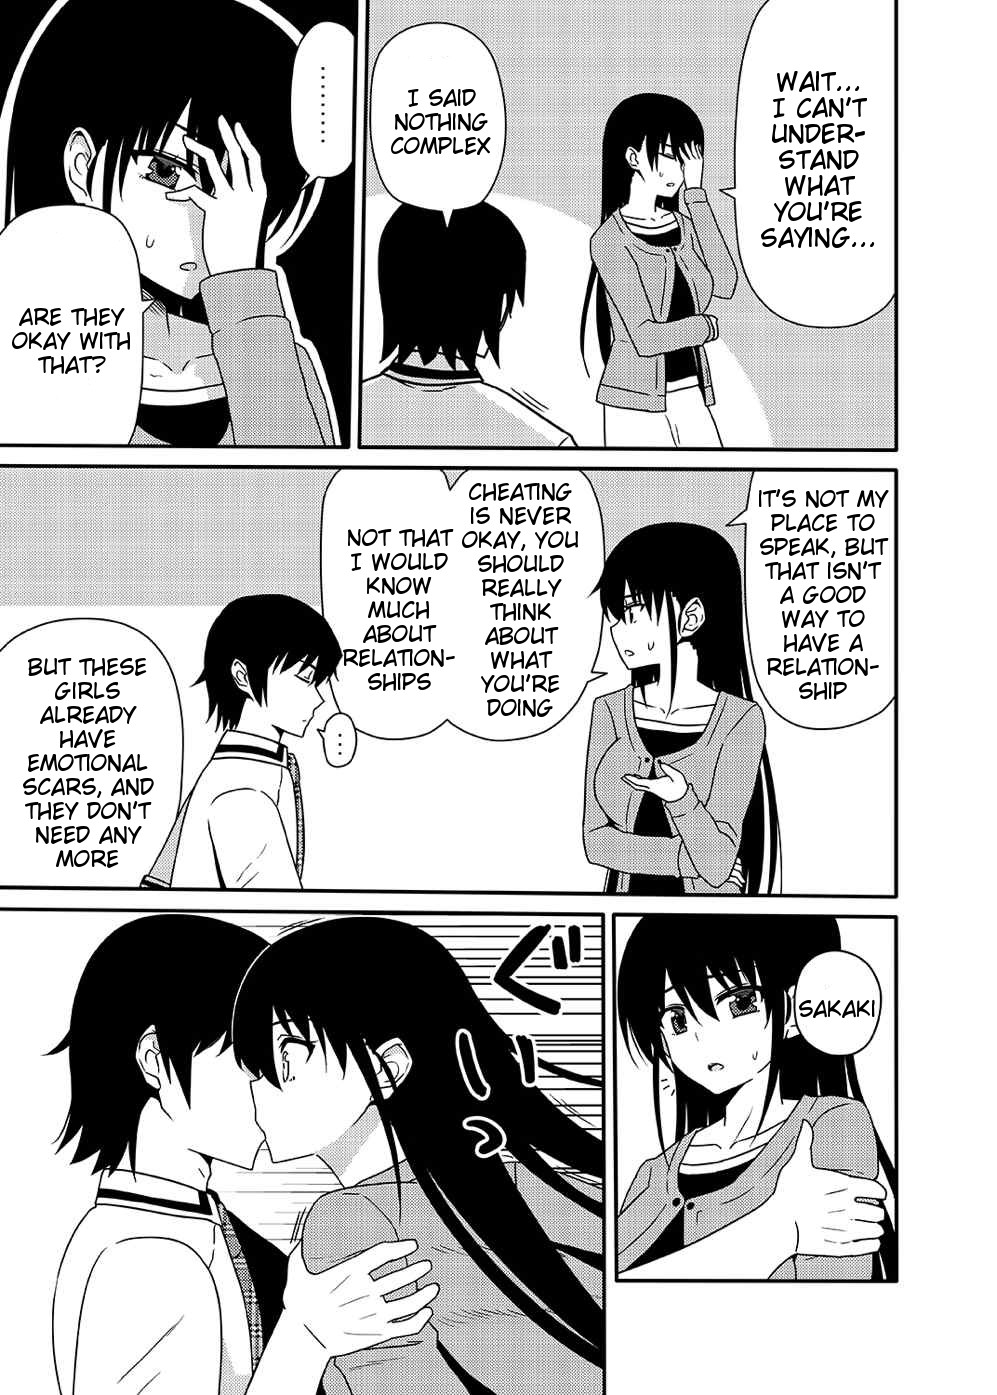 WAIT...
I CAN'T
UNDER-
STAND
WHAT
YOU'RE
SAYING...
I SAID
NOTHING
COMPLEX
.........
ARE THEY
OKAY WITH
THAT?
IT'S NOT MY
PLACE TO
SPEAK, BUT
THAT ISN'T
A GOOD
WAY TO
HAVE A
RELATION-
SHIP
CHEATING
IS NEVER
OKAY, YOU
SHOULD
REALLY
THINK
ABOUT
WHAT
YOU'RE
DOING
NOT THAT
I WOULD
KNOW
MUCH
ABOUT
RELATION-
SHIPS
...
BUT THESE
GIRLS
ALREADY
HAVE
EMOTIONAL
SCARS, AND
THEY DON'T
NEED ANY
MORE
SAKAKI
ぐいっ